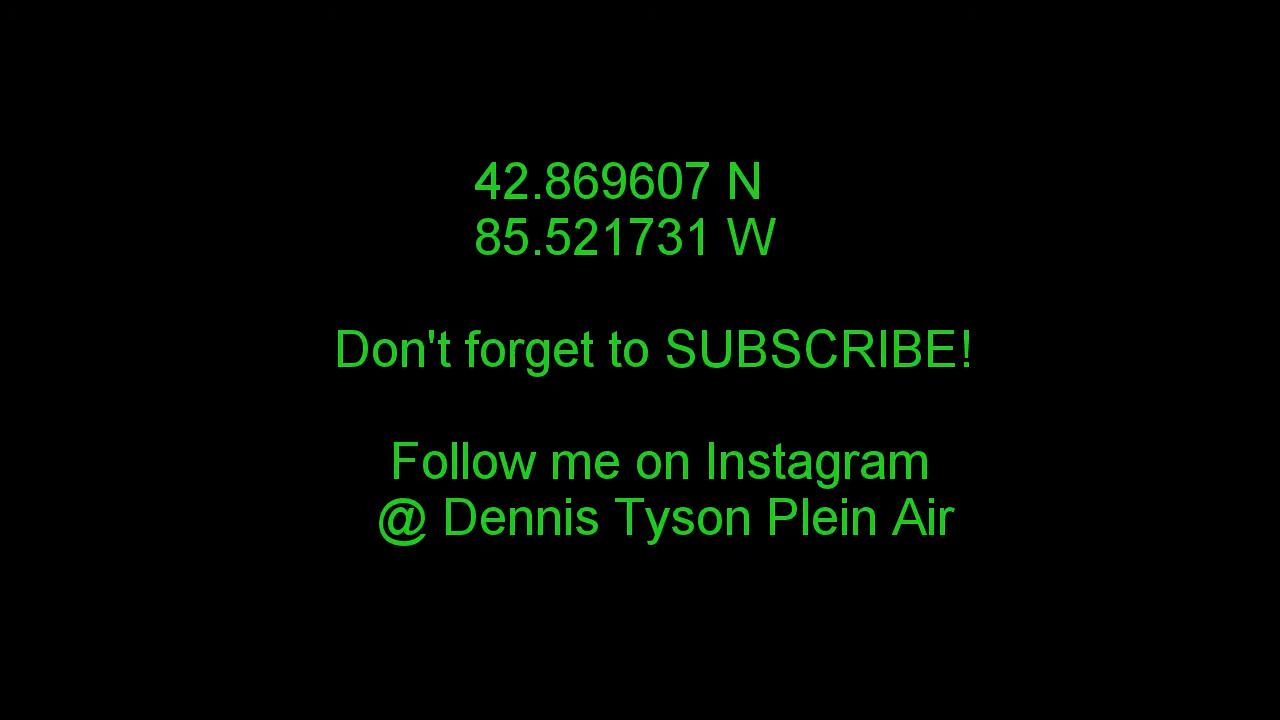 42.869607 N
85.521731 W
Don't forget to SUBSCRIBE!
Follow me on Instagram
@ Dennis Tyson Plein Air